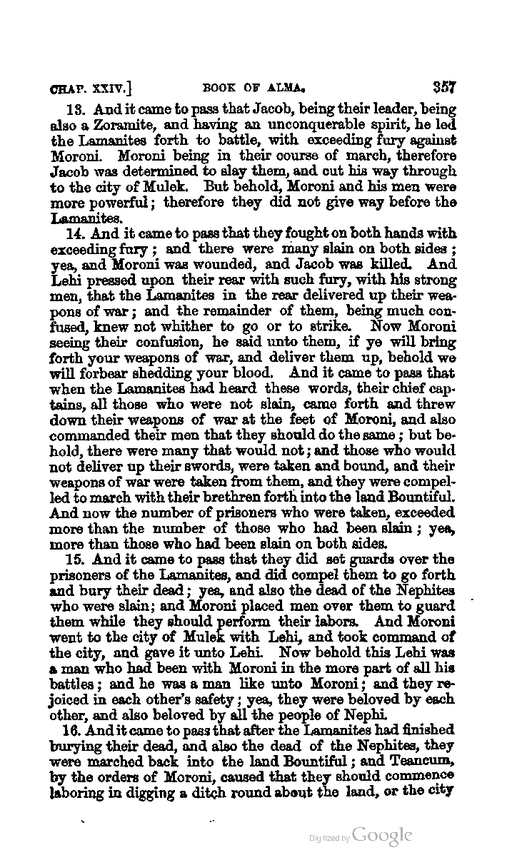 CHAP. XXIV.] BOOK OF ALMA. 357
13. And it came to pass that Jacob, being their leader, being
also a Zoramite, and having an unconquerable spirit, he led
the Lamanites forth to battle, with exceeding fury against
Moroni. Moroni being in their course of march, therefore
Jacob was determined to slay them, and cut his way through
to the city of Mulek. But behold, Moroni and his men were
more powerful; therefore they did not give way before the
Lamanites.
14. And it came to pass that they fought on both hands with
exceeding fury; and there were many slain on both sides;
yea, and Moroni was wounded, and Jacob was killed. And
Lehi pressed upon their rear with such fury, with his strong
men, that the Lamanites in the rear delivered up their wea-
pons of war; and the remainder of them, being much con-
fused, knew not whither to go or to strike. Now Moroni
seeing their confusion, he said unto them, if ye will bring
forth your weapons of war, and deliver them up, behold we
will forbear shedding your blood. And it came to pass that
when the Lamanites had heard these words, their chief cap-
tains, all those who were not slain, came forth and threw
down their weapons of war at the feet of Moroni, and also
commanded their men that they should do the same; but be-
hold, there were many that would not; and those who would
not deliver up their swords, were taken and bound, and their
weapons of war were taken from them, and they were compel-
led to march with their brethren forth into the land Bountiful.
And now the number of prisoners who were taken, exceeded
more than the number of those who had been slain; yea,
more than those who had been slain on both sides.
15. And it came to pass that they did set guards over the
prisoners of the Lamanites, and did compel them to go forth
and bury their dead; yea, and also the dead of the Nephites
who were slain; and Moroni placed men over them to guard
them while they should perform their labors. And Moroni
went to the city of Mulek with Lehi, and took command of
the city, and gave it unto Lehi. Now behold this Lehi was
a man who had been with Moroni in the more part of all his
battles; and he was a man like unto Moroni; and they re-
joiced in each other's safety; yea, they were beloved by each
other, and also beloved by all the people of Nephi.
16. And it came to pass that after the Lamanites had finished
burying their dead, and also the dead of the Nephites, they
were marched back into the land Bountiful; and Teancum,
by the orders of Moroni, caused that they should commence
laboring in digging a ditch round about the land, or the city
Digitized by Google